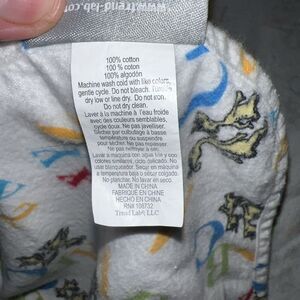 www.trend-lab.com
100% cotton
100% coton
100% algodón
Machine wash cold with like colors,
gentle cycle. Do not bleach. Tumble
dry low or line dry. Do not iron.
Do not dry clean.
Laver à la machine à l'eau froide
avec des couleurs semblables,
cycle doux. Ne pas javelliser.
Sécher par culbutage à basse
température ou suspendre pour
sécher. Ne pas repasser.
Ne pas nettoyer à sec.
Lavar a máquina con agua fría y con
colores similares, ciclo delicado. No
usar blanqueador. Secar en máquina
a temperatura baja o secar colgado.
No planchar. No lavar en seco.
MADE IN CHINA
FABRIQUÉ EN CHINE
HECHO EN CHINA
RNX 108732
Trend Lab, LLC